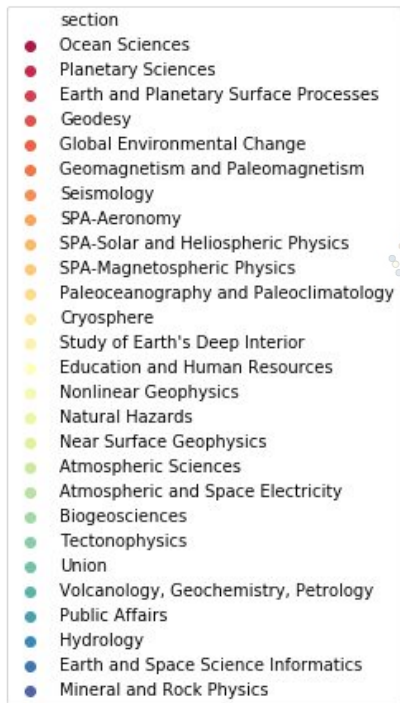 section
Ocean Sciences
Planetary Sciences
Earth and Planetary Surface Processes
Geodesy
Global Environmental Change
Geomagnetism and Paleomagnetism
Seismology
SPA-Aeronomy
SPA-Solar and Heliospheric Physics
SPA-Magnetospheric Physics
Paleoceanography and Paleoclimatology
Cryosphere
Study of Earth's Deep Interior
Education and Human Resources
Nonlinear Geophysics
Natural Hazards
Near Surface Geophysics
Atmospheric Sciences
Atmospheric and Space Electricity
Biogeosciences
Tectonophysics
Union
Volcanology, Geochemistry, Petrology
Public Affairs
Hydrology
Earth and Space Science Informatics
Mineral and Rock Physics